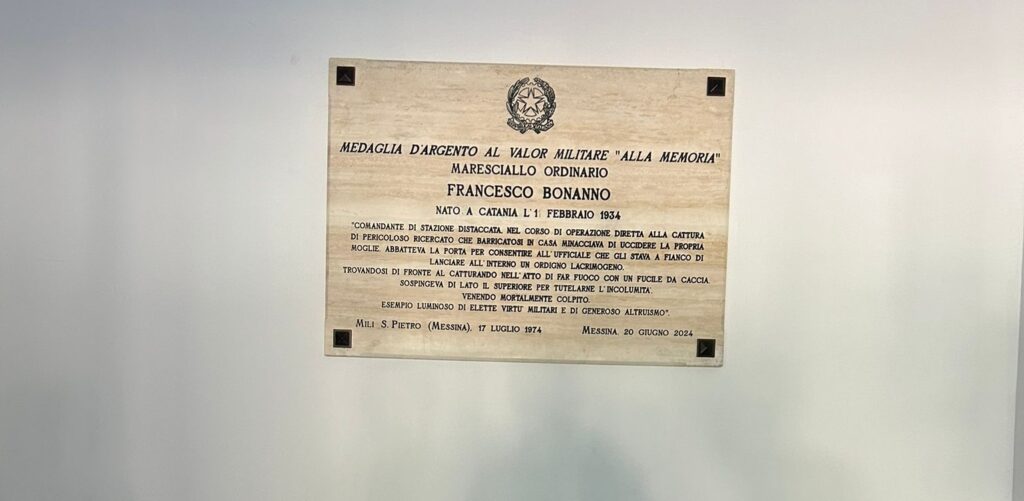 MEDAGLIA D'ARGENTO AL VALOR MILITARE "ALLA MEMORIA"
MARESCIALLO ORDINARIO
FRANCESCO BONANNO
NATO A CATANIA L'1 FEBBRAIO 1934
"COMANDANTE DI STAZIONE DISTACCATA, NEL CORSO DI OPERAZIONE DIRETTA ALLA CATTURA
DI PERICOLOSO RICERCATO CHE BARRICATOSI IN CASA MINACCIAVA DI UCCIDERE LA PROPRIA
MOGLIE, ABBATTEVA LA PORTA PER CONSENTIRE ALL'UFFICIALE CHE GLI STAVA A FIANCO DI
LANCIARE ALL'INTERNO UN ORDIGNO LACRIMOGENO.
TROVANDOSI DI FRONTE AL CATTURANDO NELL'ATTO DI FAR FUOCO CON UN FUCILE DA CACCIA,
SOSPINGEVA DI LATO IL SUPERIORE PER TUTELARNE L'INCOLUMITA',
VENENDO MORTALMENTE COLPITO.
ESEMPIO LUMINOSO DI ELETTE VIRTU' MILITARI E DI GENEROSO ALTRUISMO".
MILI S. PIETRO (MESSINA), 17 LUGLIO 1974 MESSINA, 20 GIUGNO 2024